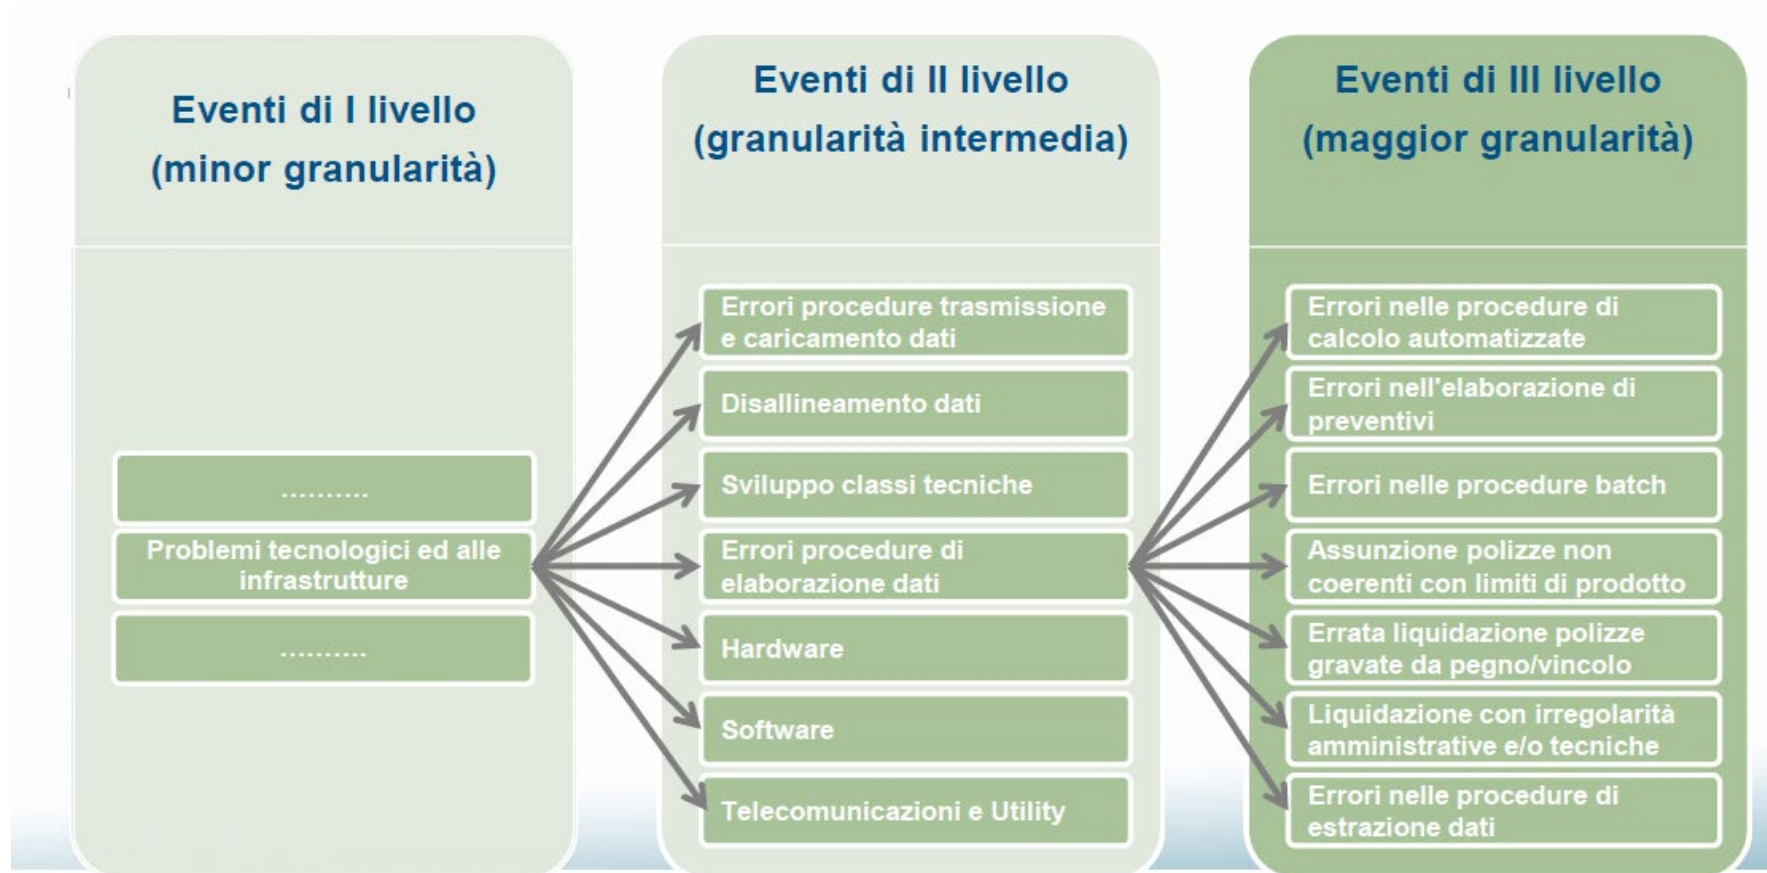 Eventi di I livello
(minor granularità)
..........
Problemi tecnologici ed alle
infrastrutture
..........
Eventi di II livello
(granularità intermedia)
Errori procedure trasmissione
e caricamento dati
Disallineamento dati
Sviluppo classi tecniche
Errori procedure di
elaborazione dati
Hardware
Software
Telecomunicazioni e Utility
Eventi di III livello
(maggior granularità)
Errori nelle procedure di
calcolo automatizzate
Errori nell'elaborazione di
preventivi
Errori nelle procedure batch
Assunzione polizze non
coerenti con limiti di prodotto
Errata liquidazione polizze
gravate da pegno/vincolo
Liquidazione con irregolarità
amministrative e/o tecniche
Errori nelle procedure di
estrazione dati